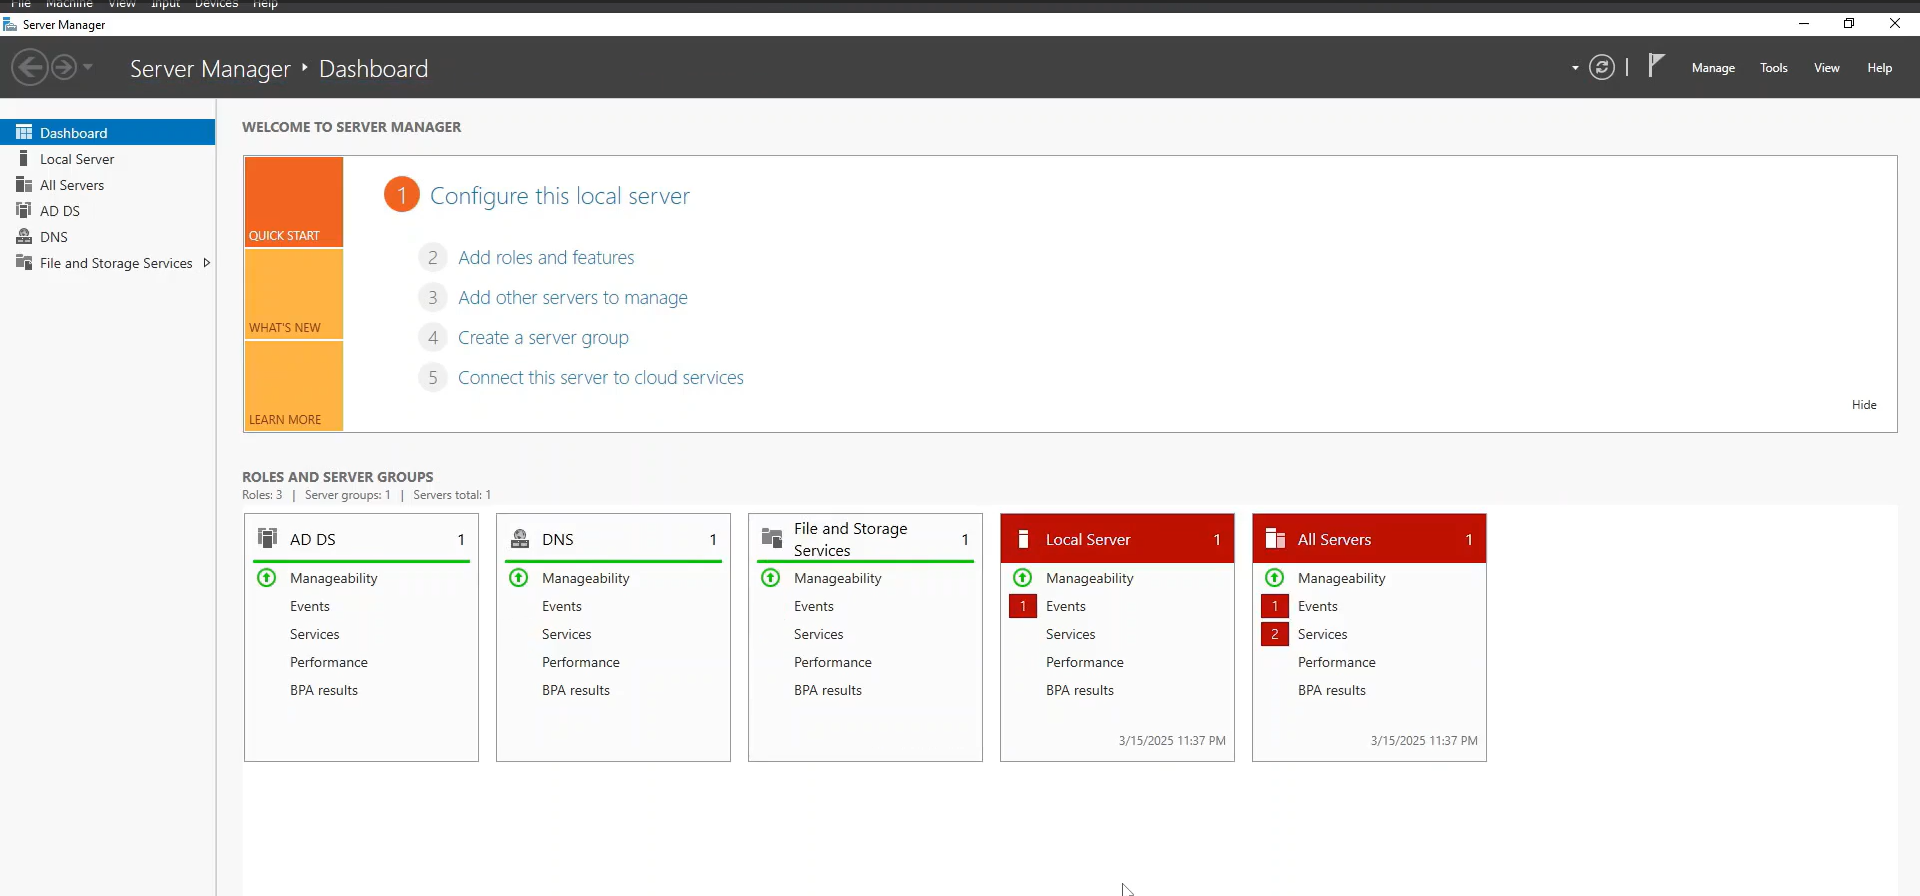 File Machine View Input Devices Help
Server Manager
Server Manager ‣ Dashboard
Manage Tools View Help
Dashboard
Local Server
All Servers
AD DS
DNS
File and Storage Services
WELCOME TO SERVER MANAGER
QUICK START
WHAT'S NEW
LEARN MORE
1 Configure this local server
2 Add roles and features
3 Add other servers to manage
4 Create a server group
5 Connect this server to cloud services
Hide
ROLES AND SERVER GROUPS
Roles: 3 | Server groups: 1 | Servers total: 1
AD DS 1
Manageability
Events
Services
Performance
BPA results
DNS 1
Manageability
Events
Services
Performance
BPA results
File and Storage
Services 1
Manageability
Events
Services
Performance
BPA results
Local Server 1
Manageability
1 Events
Services
Performance
BPA results
3/15/2025 11:37 PM
All Servers 1
Manageability
1 Events
2 Services
Performance
BPA results
3/15/2025 11:37 PM